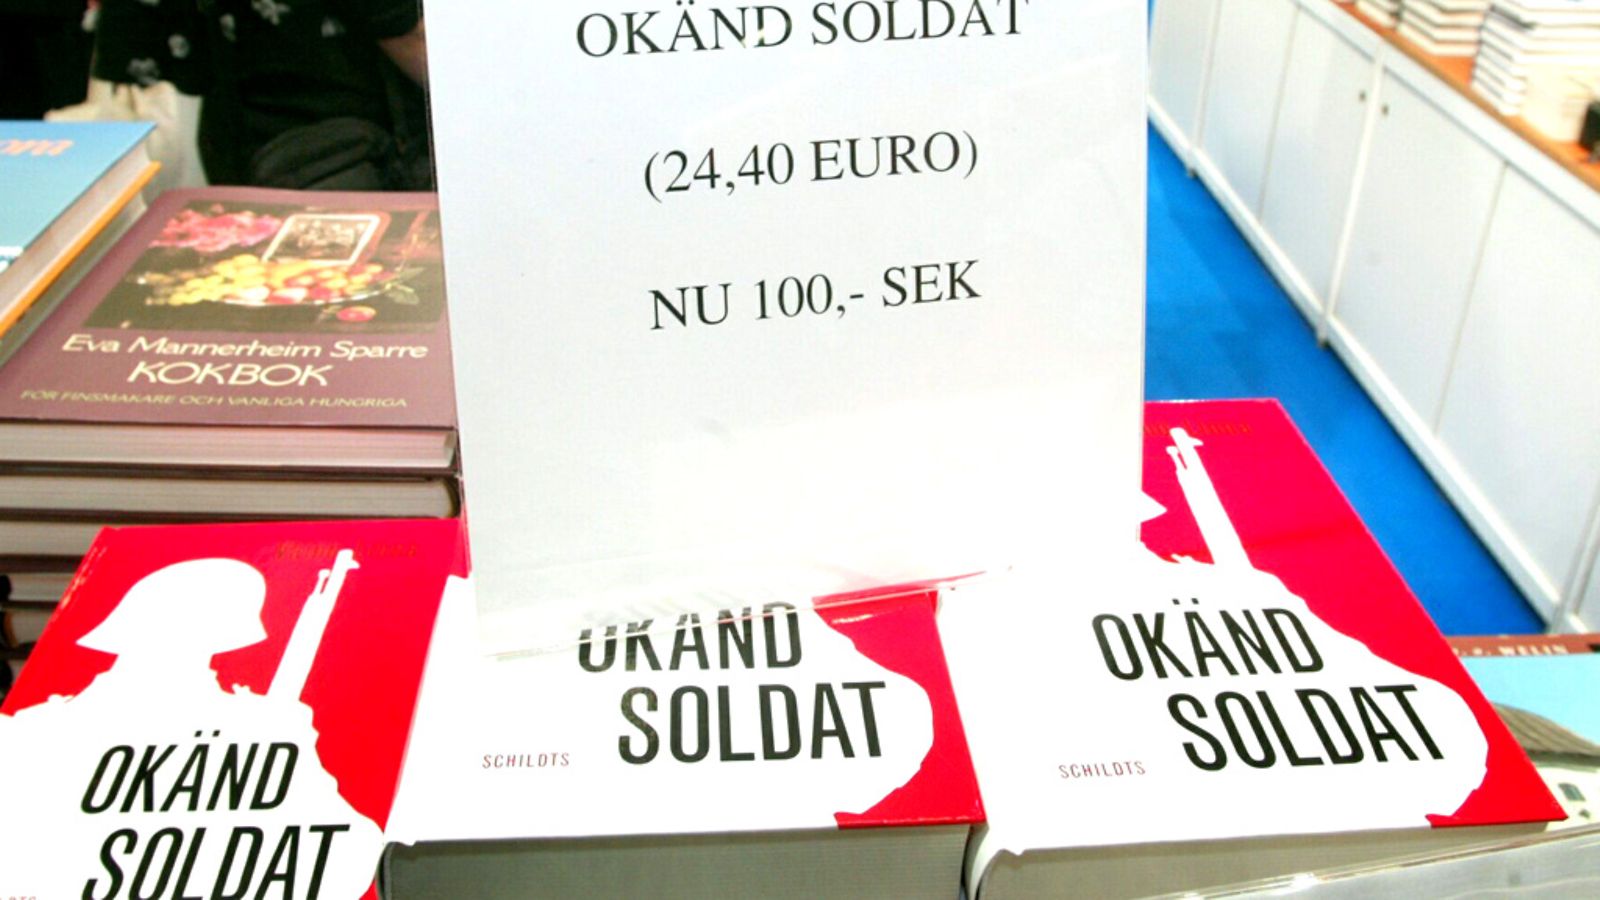 OKÄND SOLDAT
(24,40 EURO)
NU 100,- SEK
Eva Mannerheim Sparre
KOKBOK
FÖR FINSMAKARE OCH VANLIGA HUNGRIGA
OKÄND
SOLDAT
OKÄND
SOLDAT
SCHILDTS
OKÄND
SOLDAT
SCHILDTS
WELIN